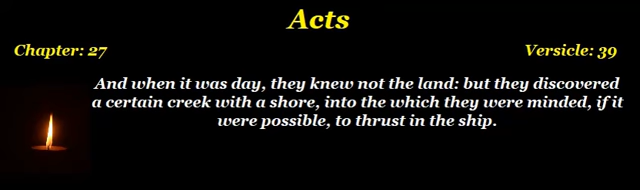 Acts
Chapter: 27
Versicle: 39
And when it was day, they knew not the land: but they discovered
a certain creek with a shore, into the which they were minded, if it
were possible, to thrust in the ship.